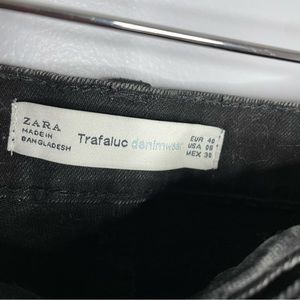 ZARA
MADE IN
BANGLADESH
Trafaluc denimwear
EUR 40
USA 08
MEX 30